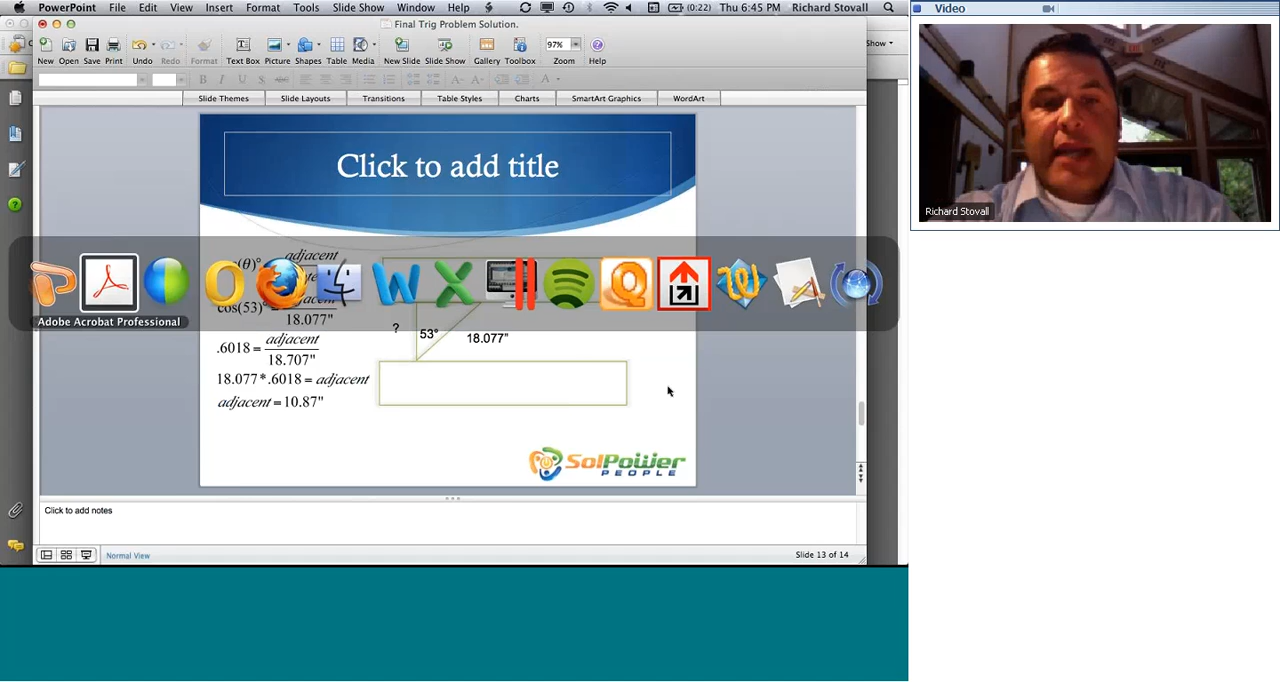 PowerPoint File Edit View Insert Format Tools Slide Show Window Help (0:22) Thu 6:45 PM Richard Stovall
Video
Final Trig Problem Solution.
97%
Show
New Open Save Print Undo Redo Format Text Box Picture Shapes Table Media New Slide Slide Show Gallery Toolbox Zoom Help
B I U A A A
Slide Themes Slide Layouts Transitions Table Styles Charts SmartArt Graphics WordArt
Click to add title
Richard Stovall
adjacent
Adobe Acrobat Professional
18.077"
? 53° 18.077"
.6018 = adjacent
18.707"
18.077*.6018 = adjacent
adjacent = 10.87"
SolPower
PEOPLE
Click to add notes
Normal View
Slide 13 of 14